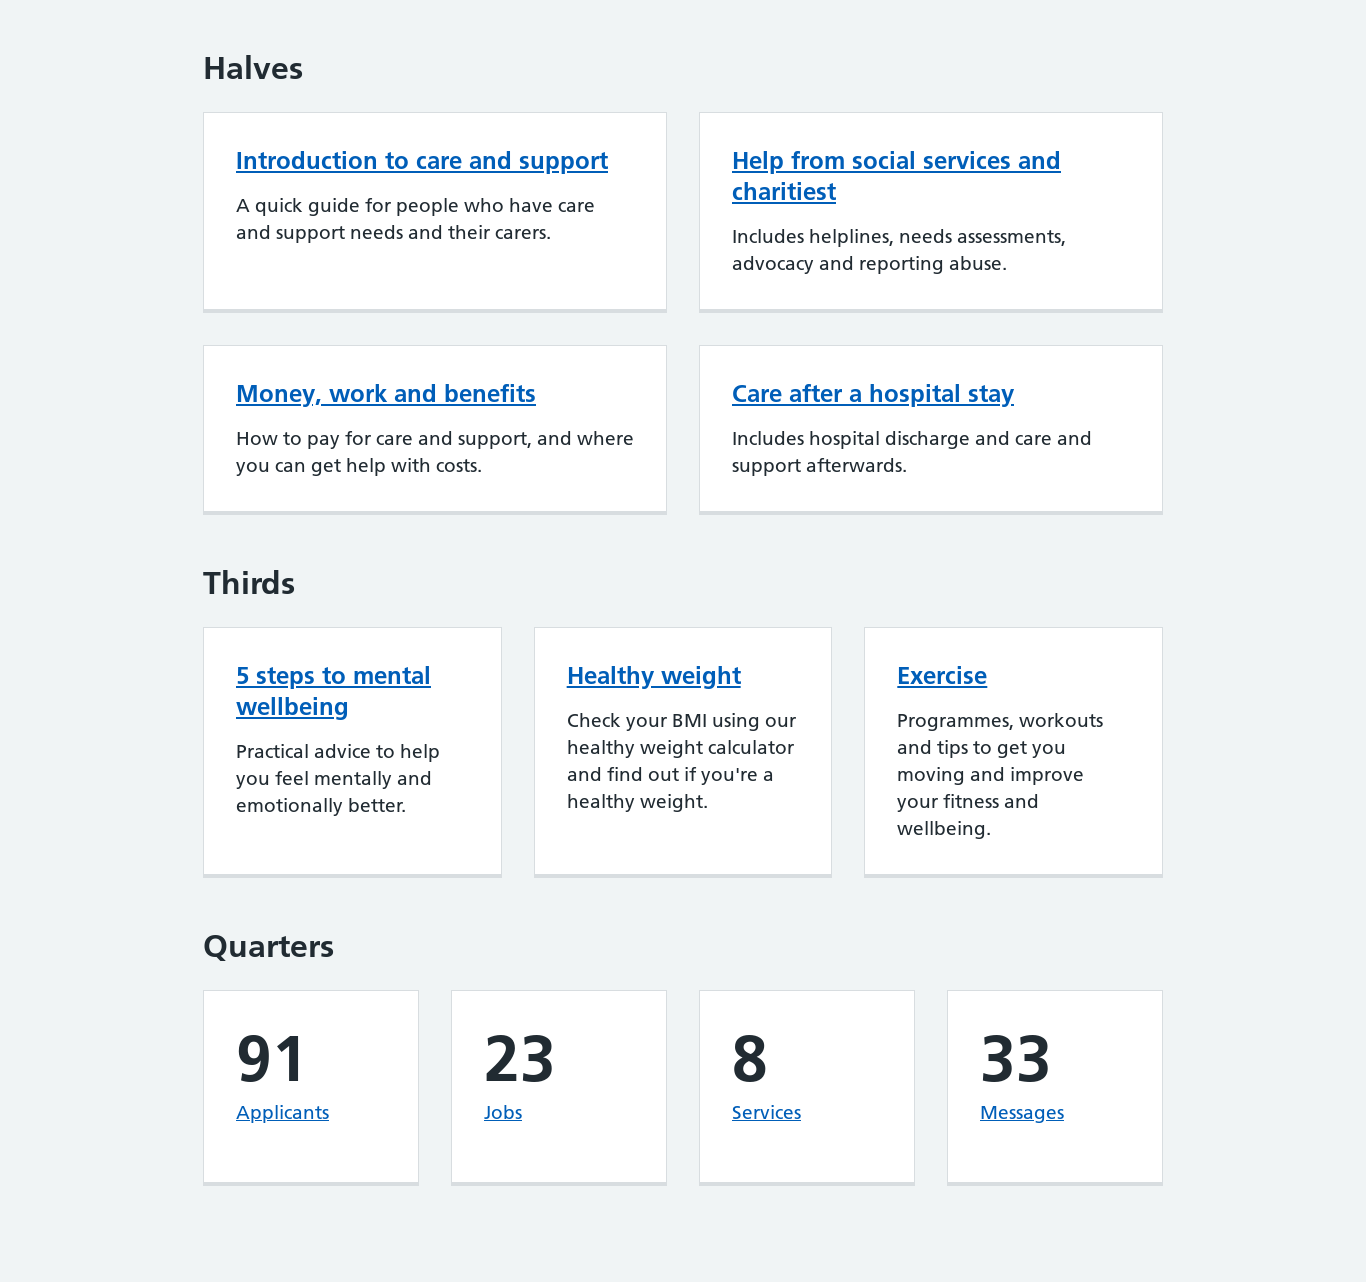 Halves
Introduction to care and support
A quick guide for people who have care
and support needs and their carers.
Help from social services and
charitiest
Includes helplines, needs assessments,
advocacy and reporting abuse.
Money, work and benefits
How to pay for care and support, and where
you can get help with costs.
Care after a hospital stay
Includes hospital discharge and care and
support afterwards.
Thirds
5 steps to mental
wellbeing
Practical advice to help
you feel mentally and
emotionally better.
Healthy weight
Check your BMI using our
healthy weight calculator
and find out if you're a
healthy weight.
Exercise
Programmes, workouts
and tips to get you
moving and improve
your fitness and
wellbeing.
Quarters
91
Applicants
23
Jobs
8
Services
33
Messages